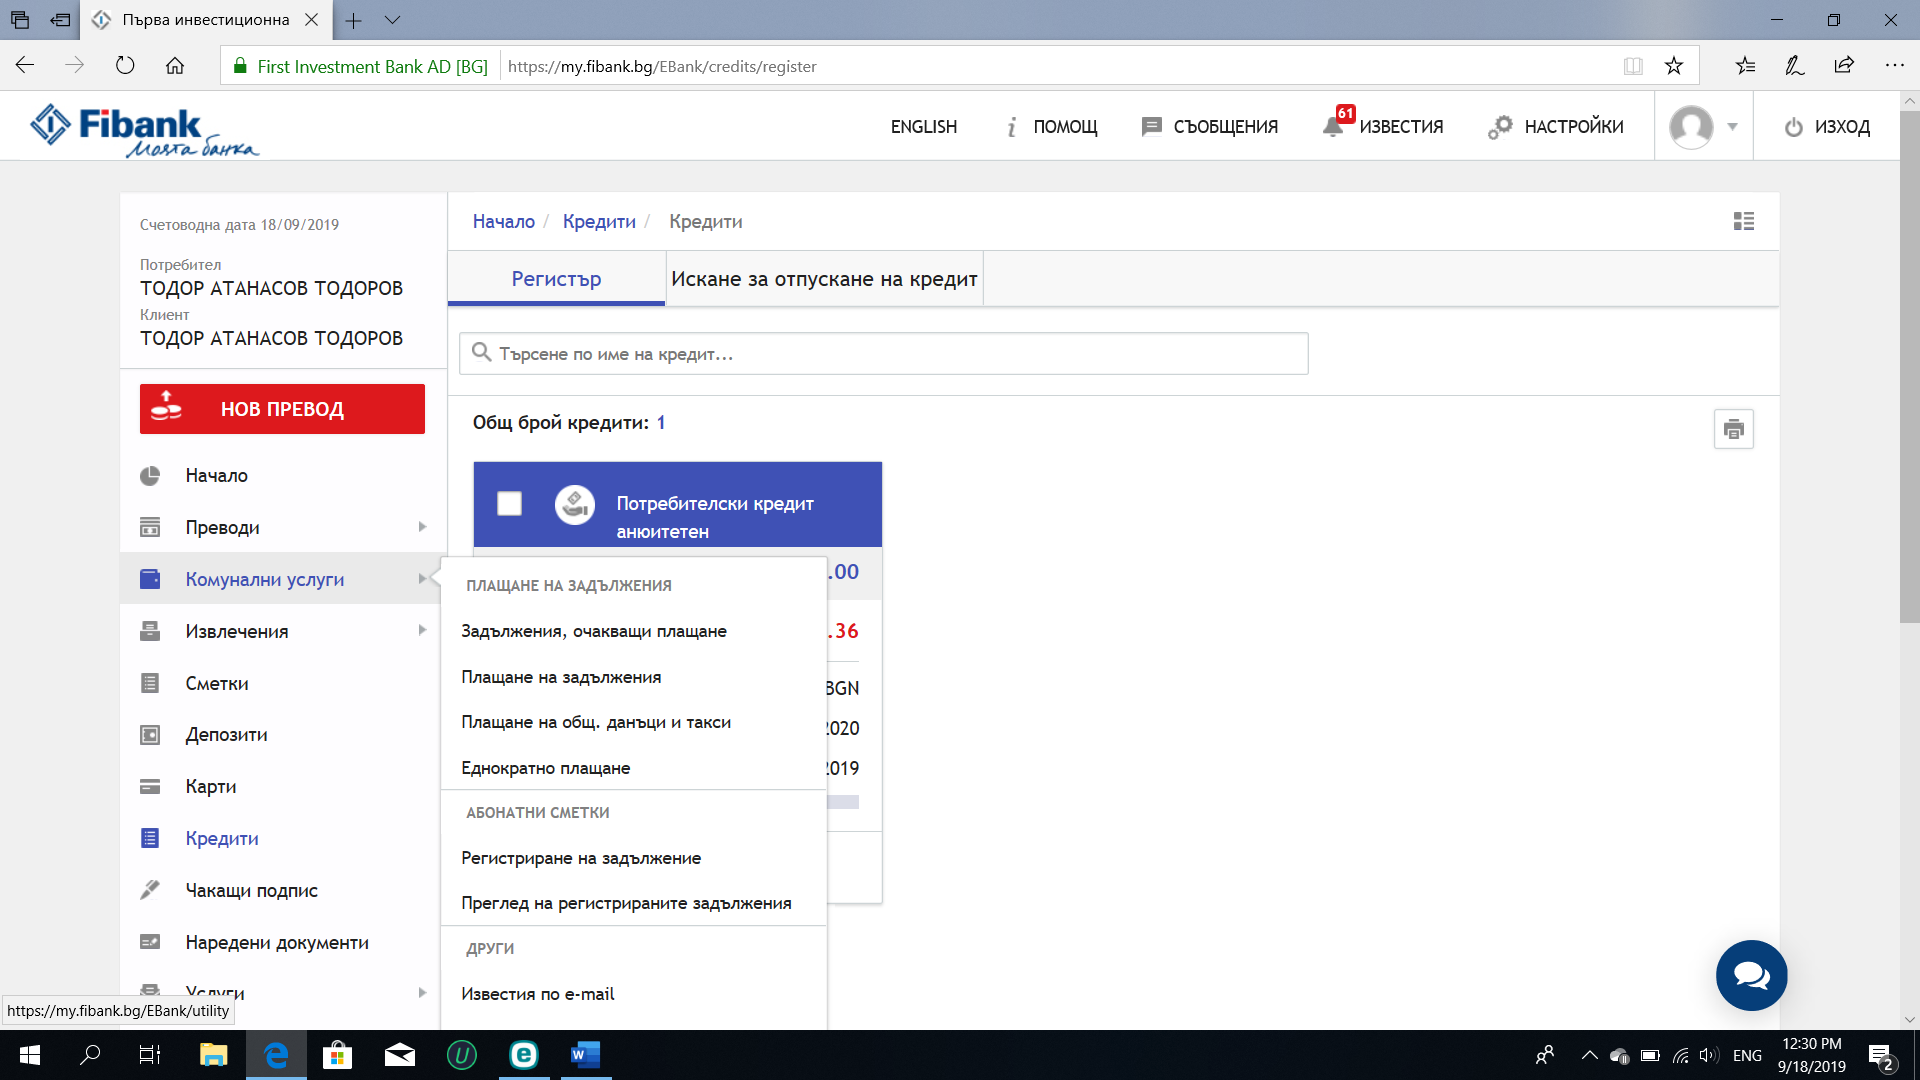 Първа инвестиционна
First Investment Bank AD [BG]
https://my.fibank.bg/EBank/credits/register
Fibank
Моята банка
ENGLISH
ПОМОЩ
СЪОБЩЕНИЯ
61
ИЗВЕСТИЯ
НАСТРОЙКИ
ИЗХОД
Счетоводна дата 18/09/2019
Потребител
ТОДОР АТАНАСОВ ТОДОРОВ
Клиент
ТОДОР АТАНАСОВ ТОДОРОВ
НОВ ПРЕВОД
Начало
Преводи
Комунални услуги
Извлечения
Сметки
Депозити
Карти
Кредити
Чакащи подпис
Наредени документи
Услуги
https://my.fibank.bg/EBank/utility
Начало / Кредити / Кредити
Регистър
Искане за отпускане на кредит
Търсене по име на кредит...
Общ брой кредити: 1
Потребителски кредит
анюитетен
.00
.36
BGN
2020
2019
ПЛАЩАНЕ НА ЗАДЪЛЖЕНИЯ
Задължения, очакващи плащане
Плащане на задължения
Плащане на общ. данъци и такси
Еднократно плащане
АБОНАТНИ СМЕТКИ
Регистриране на задължение
Преглед на регистрираните задължения
ДРУГИ
Известия по e-mail
ENG
12:30 PM
9/18/2019
2